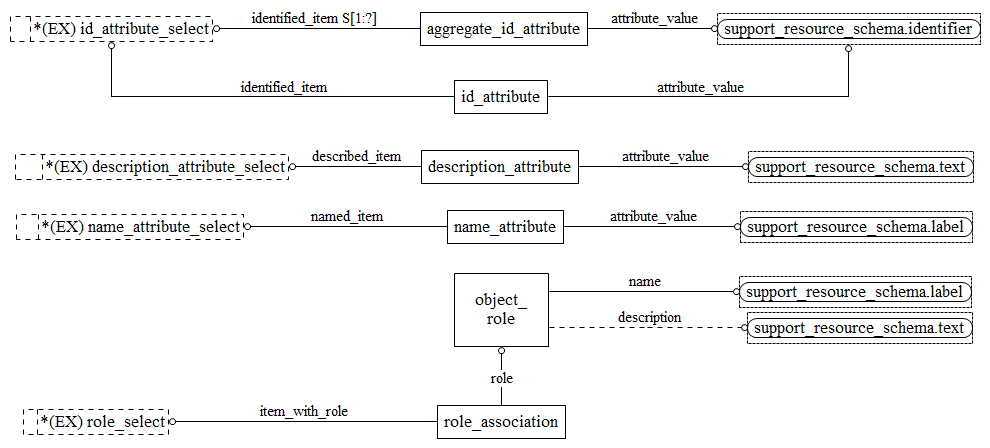 identified_item S[1:?]
attribute_value
*(EX) id_attribute_select
aggregate_id_attribute
support_resource_schema.identifier
identified_item
attribute_value
id_attribute
described_item
attribute_value
*(EX) description_attribute_select
description_attribute
support_resource_schema.text
named_item
attribute_value
*(EX) name_attribute_select
name_attribute
support_resource_schema.label
object_
role
name
support_resource_schema.label
description
support_resource_schema.text
role
item_with_role
*(EX) role_select
role_association